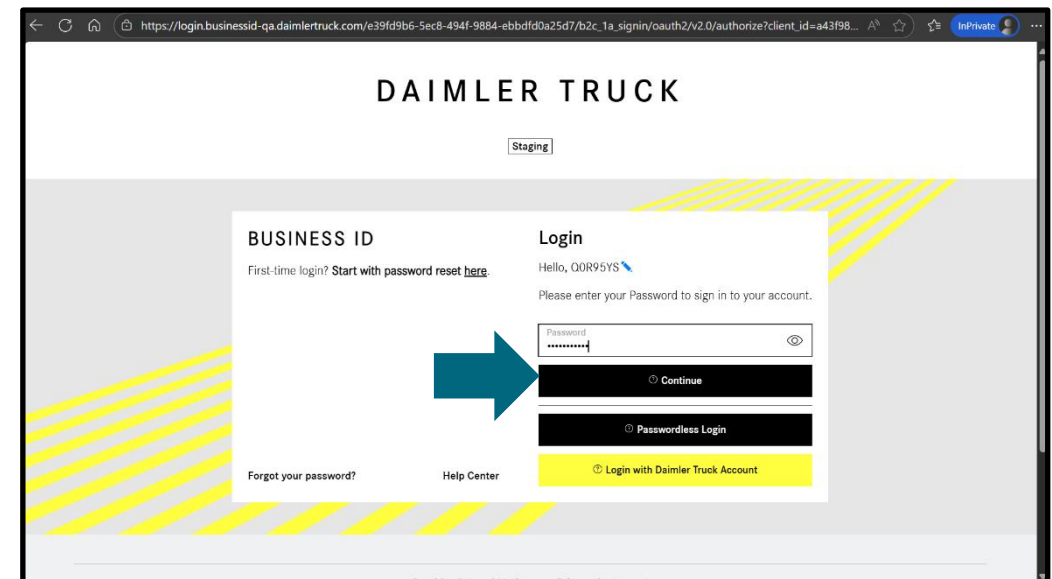 https://login.businessid-qa.daimlertruck.com/e39fd9b6-5ec8-494f-9884-ebbdfd0a25d7/b2c_1a_signin/oauth2/v2.0/authorize?client_id=a43f98...
InPrivate
DAIMLER TRUCK
Staging
BUSINESS ID
First-time login? Start with password reset here.
Login
Hello, Q0R95YS
Please enter your Password to sign in to your account.
Password
Continue
Passwordless Login
Login with Daimler Truck Account
Forgot your password?
Help Center